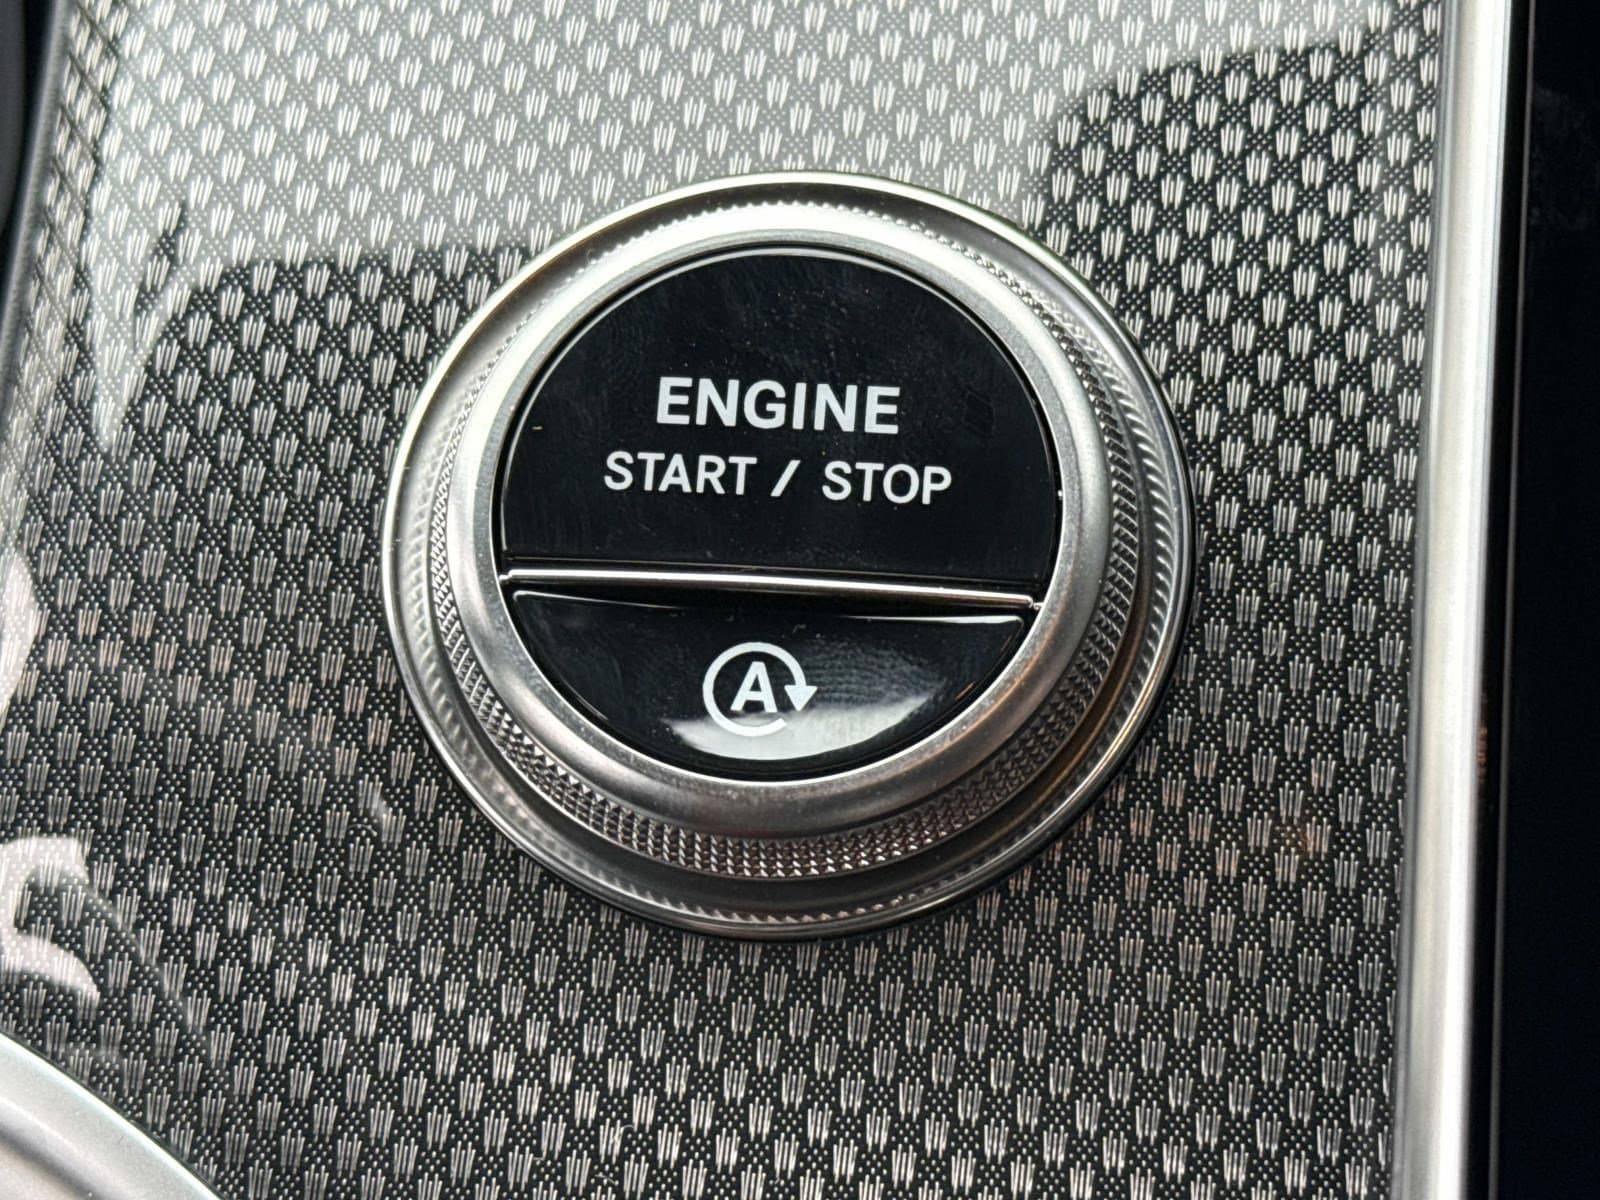 ENGINE
START / STOP
A